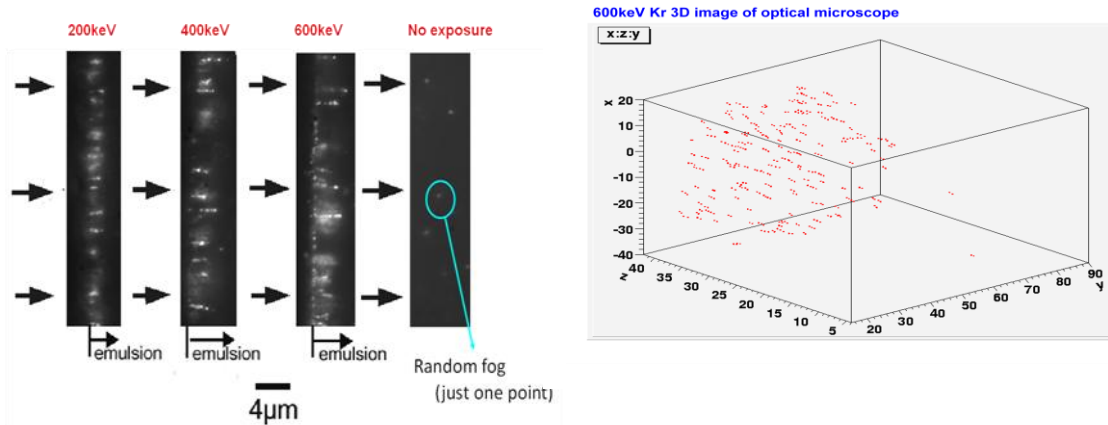 200keV 400keV 600keV No exposure
emulsion emulsion emulsion
Random fog
(just one point)
4μm
600keV Kr 3D image of optical microscope
x:z:y
x
20
10
0
-10
-20
-30
-40
z
40 35 30 25 20 15 10 5
20 30 40 50 60 70 80 90
y